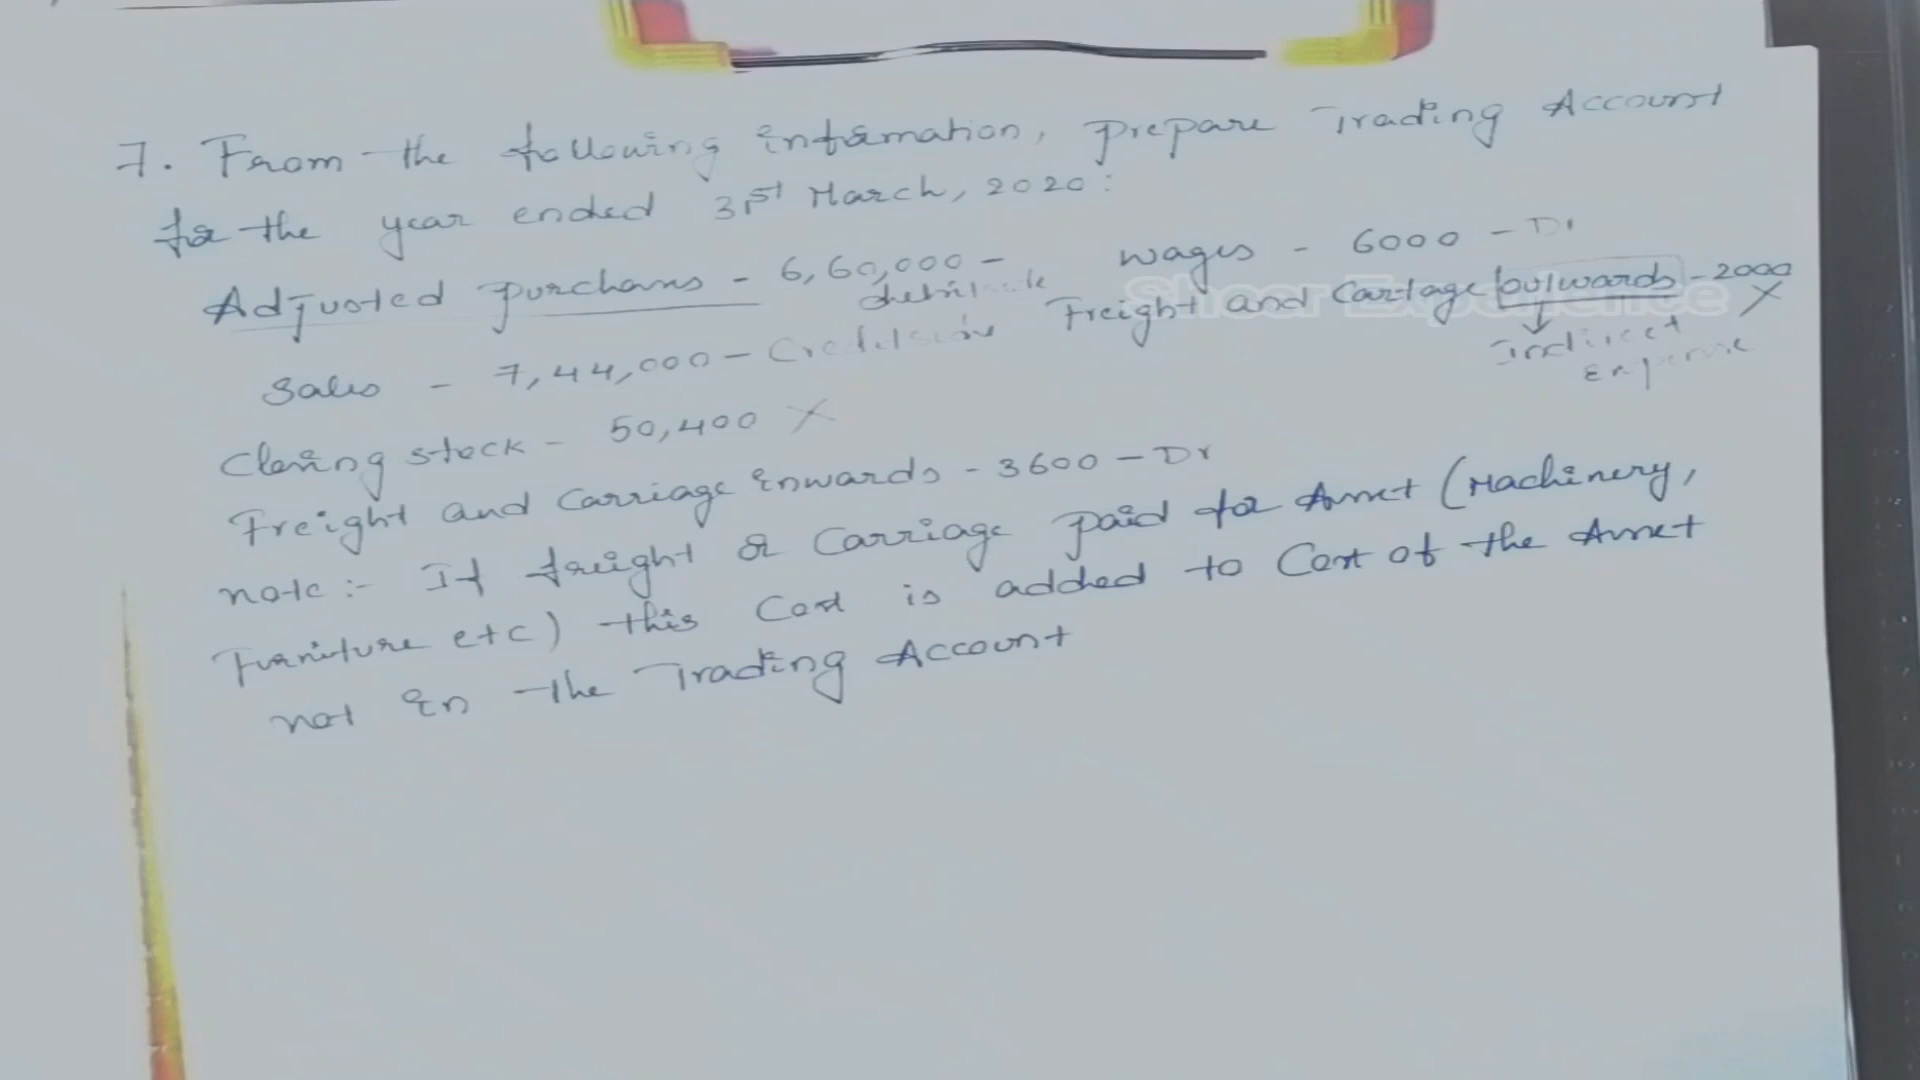 7. From the following information, prepare Trading Account
for the year ended 31st March, 2020:
Adjusted purchases - 6,60,000 - debit side
wages - 6000 - Dr
Sales - 7,44,000 - Credit side
Freight and Cartage outwards - 2000 X
Indirect
Expense
Closing stock - 50,400 X
Freight and Carriage inwards - 3600 - Dr
note :- If freight or Carriage paid for Asset (Machinery,
Furniture etc) this Cost is added to Cost of the Asset
not in the Trading Account
Sheer Experience